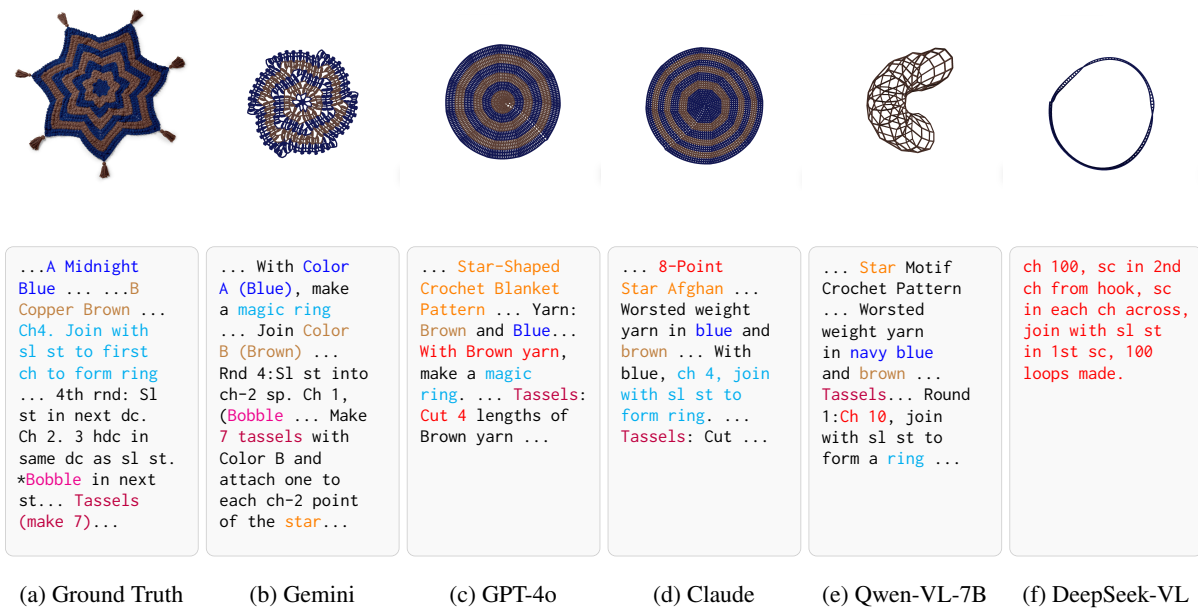 ...A Midnight
Blue ... ...B
Copper Brown ...
Ch4. Join with
sl st to first
ch to form ring
... 4th rnd: Sl
st in next dc.
Ch 2. 3 hdc in
same dc as sl st.
*Bobble in next
st... Tassels
(make 7)...
... With Color
A (Blue), make
a magic ring
... Join Color
B (Brown) ...
Rnd 4:Sl st into
ch-2 sp. Ch 1,
(Bobble ... Make
7 tassels with
Color B and
attach one to
each ch-2 point
of the star...
... Star-Shaped
Crochet Blanket
Pattern ... Yarn:
Brown and Blue...
With Brown yarn,
make a magic
ring. ... Tassels:
Cut 4 lengths of
Brown yarn ...
... 8-Point
Star Afghan ...
Worsted weight
yarn in blue and
brown ... With
blue, ch 4, join
with sl st to
form ring. ...
Tassels: Cut ...
... Star Motif
Crochet Pattern
... Worsted
weight yarn
in navy blue
and brown ...
Tassels... Round
1:Ch 10, join
with sl st to
form a ring ...
ch 100, sc in 2nd
ch from hook, sc
in each ch across,
join with sl st
in 1st sc, 100
loops made.
(a) Ground Truth
(b) Gemini
(c) GPT-4o
(d) Claude
(e) Qwen-VL-7B
(f) DeepSeek-VL